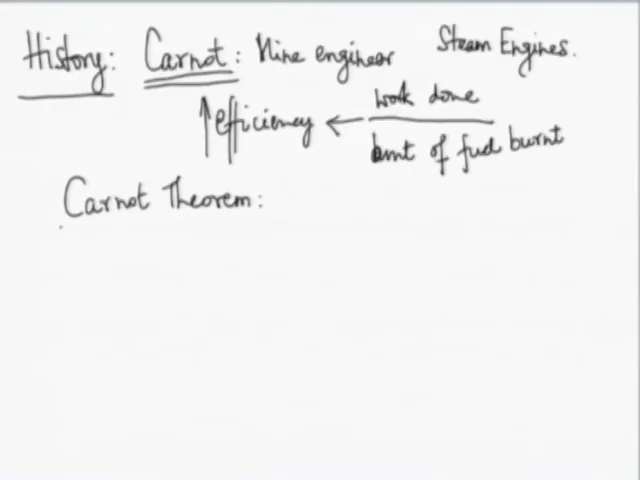 History: Carnot: Mine engineer Steam Engines.
↑ efficiency ← work done
amt of fuel burnt
Carnot Theorem: